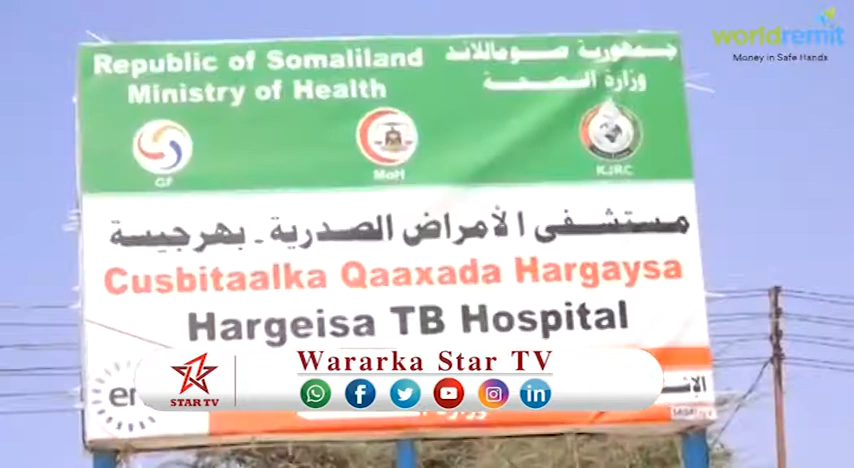 worldremit
Money in Safe Hands
Republic of Somaliland
جمهورية صوماللاند
Ministry of Health
وزارة الصحة
GF
MoH
KJRC
مستشفى الأمراض الصدرية - بهرجيسة
Cusbitaalka Qaaxada Hargaysa
Hargeisa TB Hospital
Wararka Star TV
STAR TV